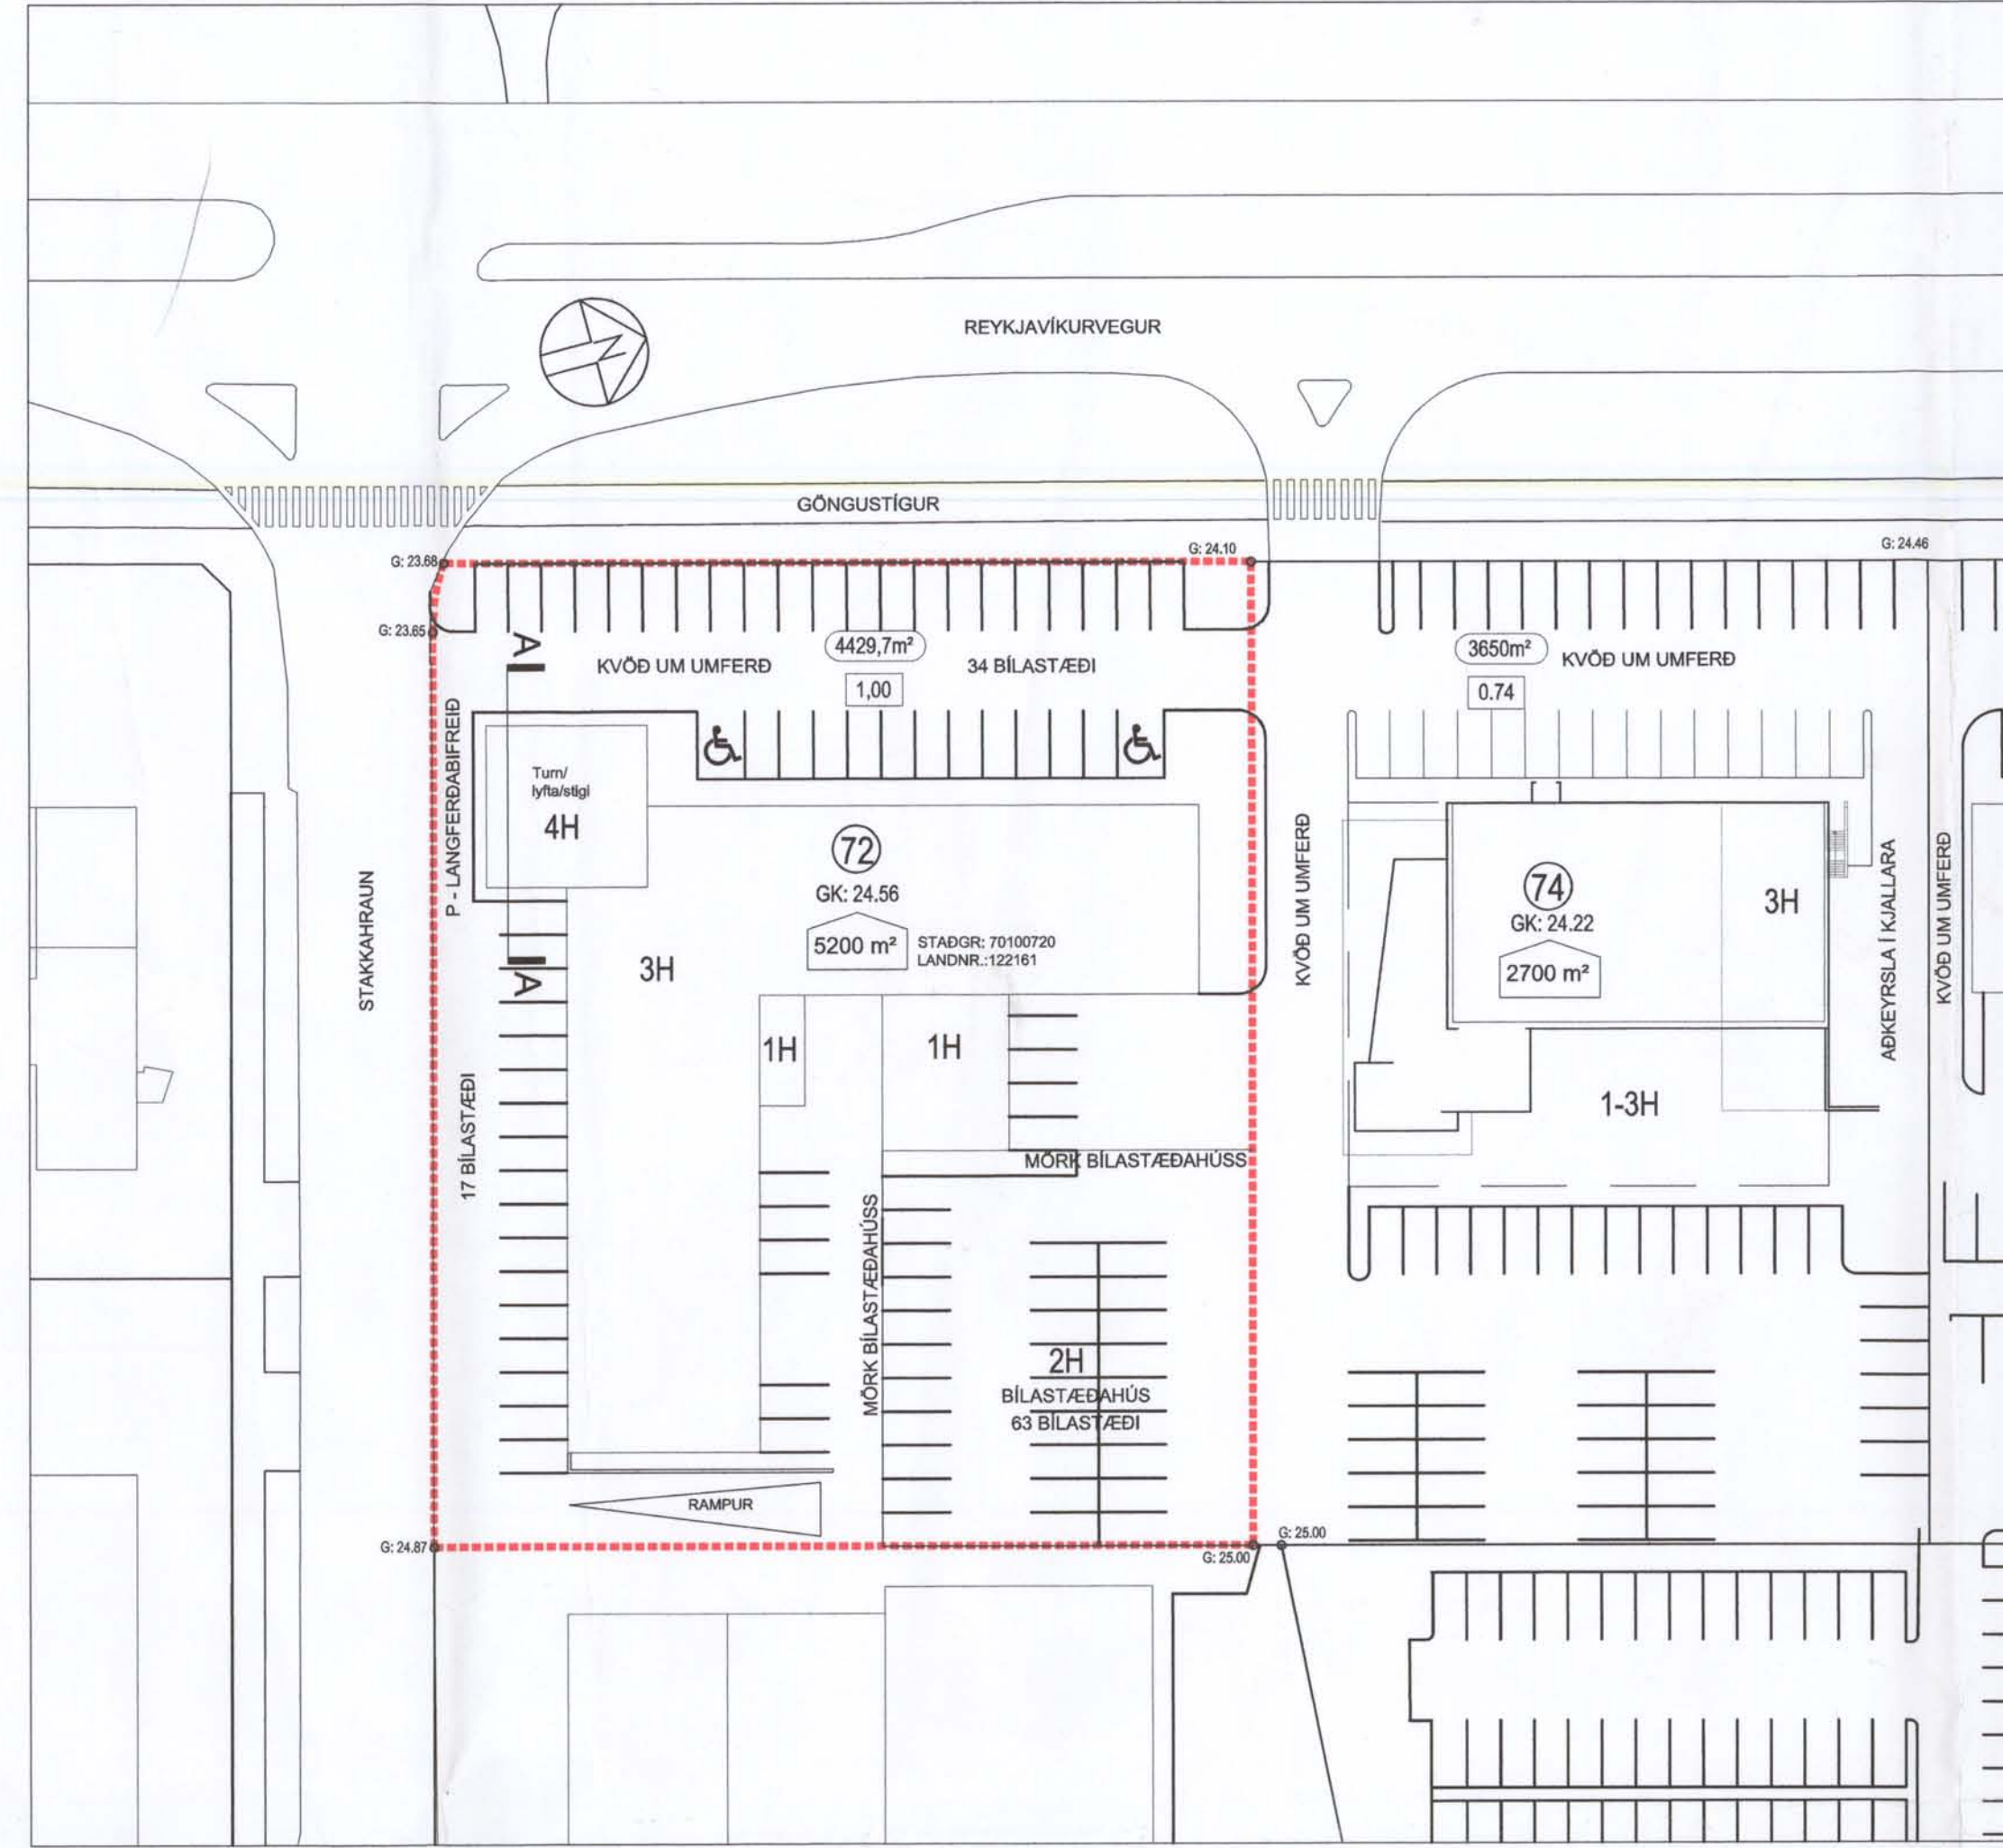 REYKJAVÍKURVEGUR
GÖNGUSTÍGUR
G: 23.68
G: 24.10
G: 24.46
G: 23.65
A
KVÖÐ UM UMFERÐ
4429,7m²
34 BÍLASTÆÐI
1,00
3650m²
KVÖÐ UM UMFERÐ
0.74
P - LANGFERÐABIFREIÐ
Turn/
lyfta/stigi
4H
72
GK: 24.56
5200 m²
STAÐGR: 70100720
LANDNR.:122161
3H
A
STAKKAHRAUN
KVÖÐ UM UMFERÐ
74
GK: 24.22
2700 m²
3H
AÐKEYRSLA Í KJALLARA
KVÖÐ UM UMFERÐ
1H
1H
1-3H
17 BÍLASTÆÐI
MÖRK BÍLASTÆÐAHÚSS
MÖRK BÍLASTÆÐAHÚSS
2H
BÍLASTÆÐAHÚS
63 BÍLASTÆÐI
RAMPUR
G: 24.87
G: 25.00
G: 25.00
N